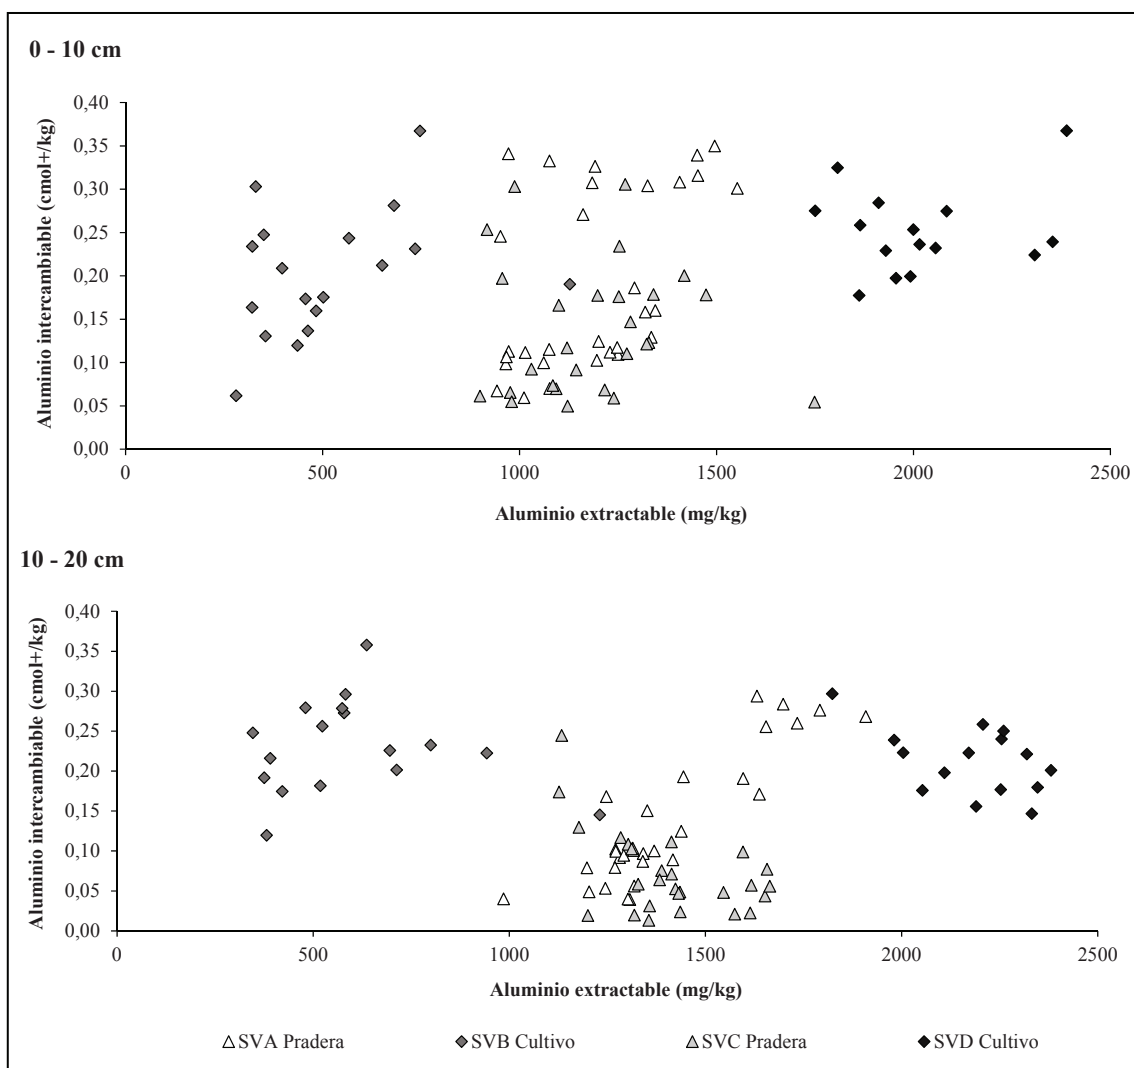 0 - 10 cm
Aluminio intercambiable (cmol+/kg)
0,40
0,35
0,30
0,25
0,20
0,15
0,10
0,05
0,00
0 500 1000 1500 2000 2500
Aluminio extractable (mg/kg)
10 - 20 cm
Aluminio intercambiable (cmol+/kg)
0,40
0,35
0,30
0,25
0,20
0,15
0,10
0,05
0,00
0 500 1000 1500 2000 2500
Aluminio extractable (mg/kg)
SVA Pradera SVB Cultivo SVC Pradera SVD Cultivo